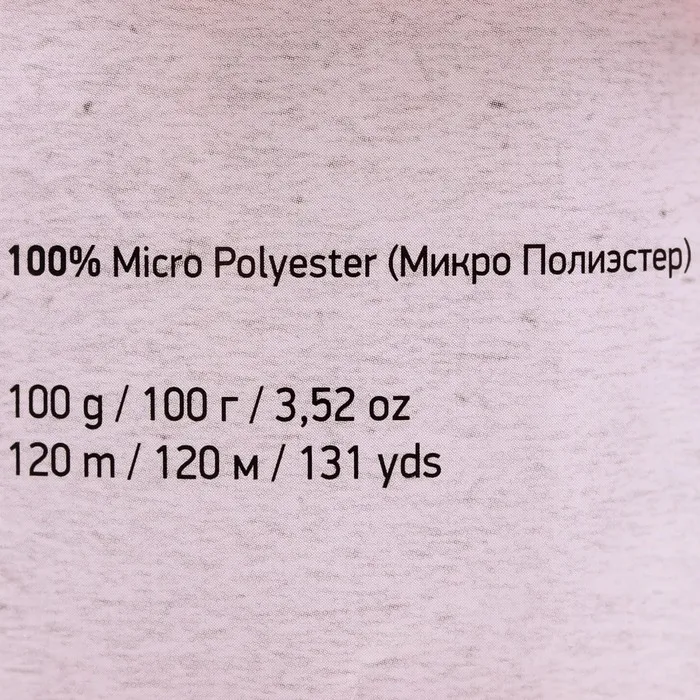 100% Micro Polyester (Микро Полиэстер)
100 g / 100 г / 3,52 oz
120 m / 120 м / 131 yds